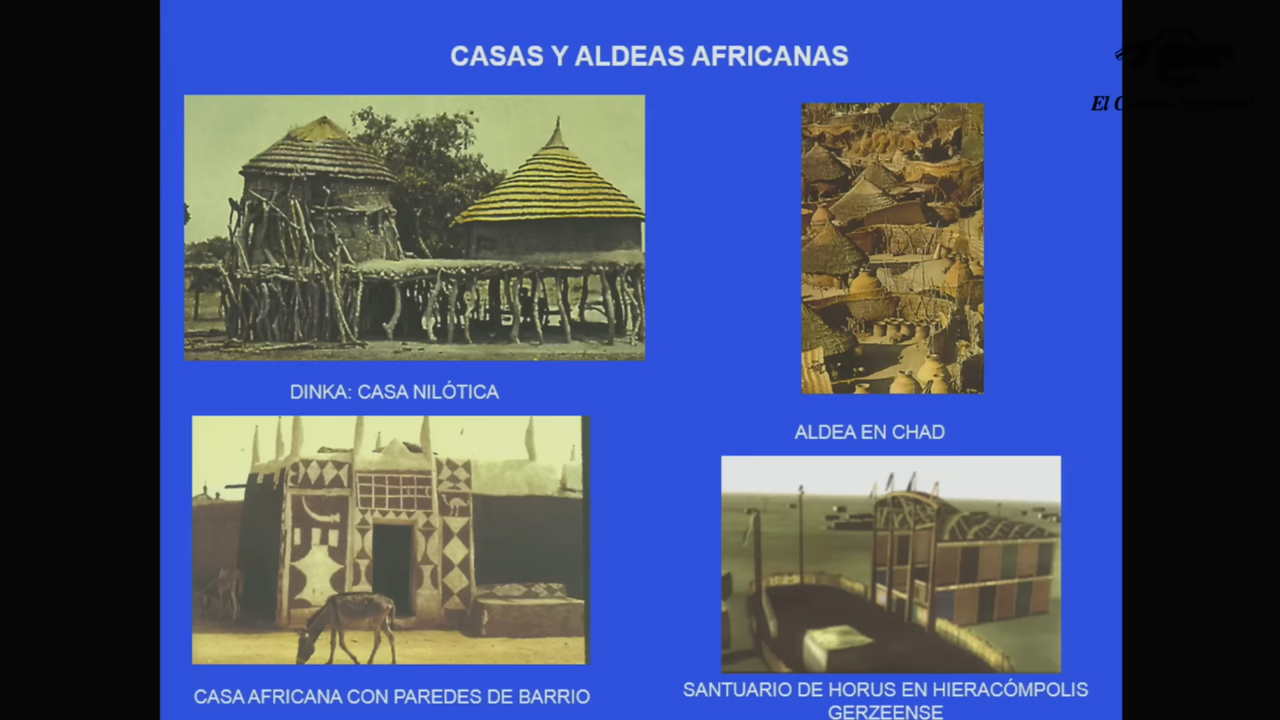 CASAS Y ALDEAS AFRICANAS
El
DINKA: CASA NILÓTICA
ALDEA EN CHAD
CASA AFRICANA CON PAREDES DE BARRIO
SANTUARIO DE HORUS EN HIERACÓMPOLIS
GERZEENSE